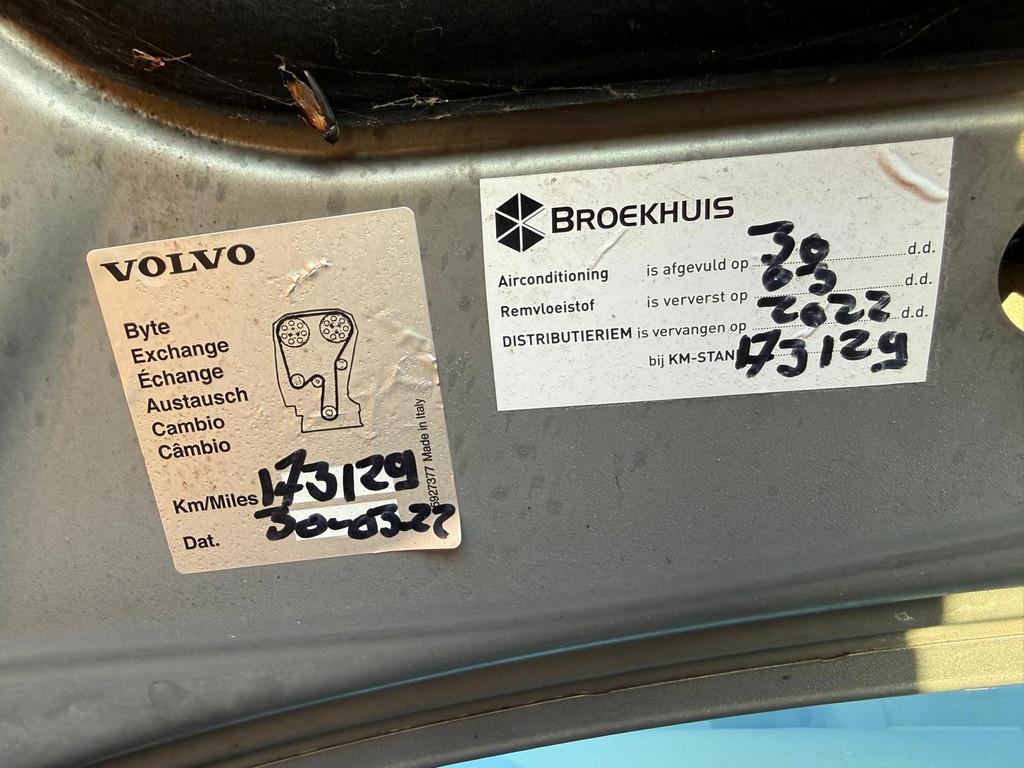 VOLVO
Byte
Exchange
Échange
Austausch
Cambio
Câmbio
Km/Miles 173129
Dat. 30-05-22
6927377 Made in Italy
BROEKHUIS
Airconditioning is afgevuld op 30 d.d.
Remvloeistof is ververst op 05 d.d.
DISTRIBUTIERIEM is vervangen op 2022 d.d.
bij KM-STAN 173129